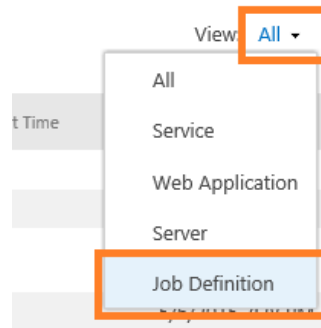 View: All
All
t Time
Service
Web Application
Server
Job Definition